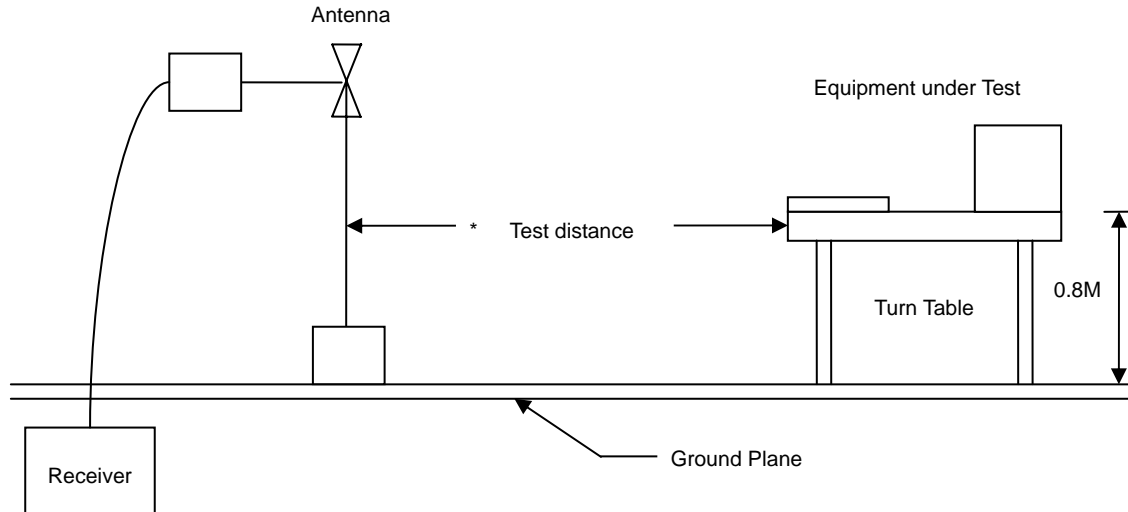 Antenna
Equipment under Test
* Test distance
Turn Table
0.8M
Ground Plane
Receiver